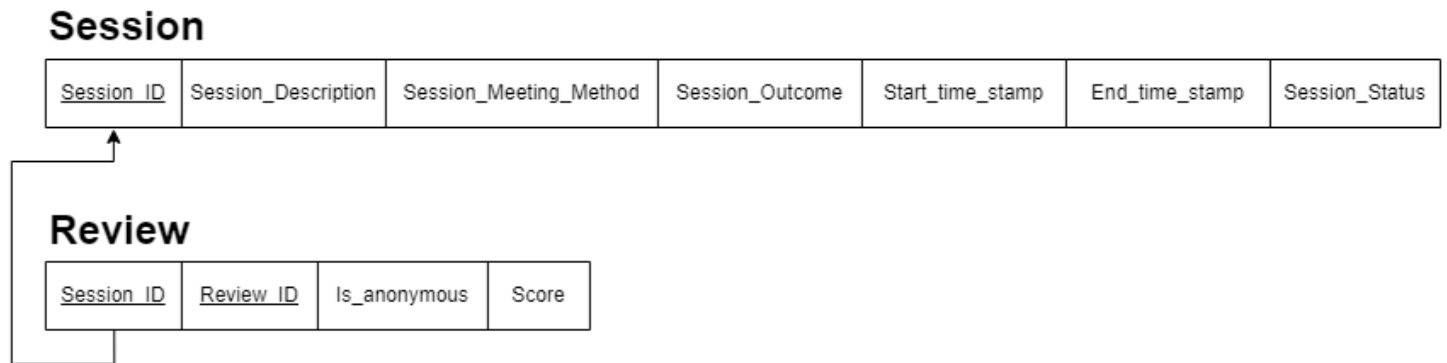 Session
Session_ID Session_Description Session_Meeting_Method Session_Outcome Start_time_stamp End_time_stamp Session_Status
Review
Session_ID Review_ID Is_anonymous Score